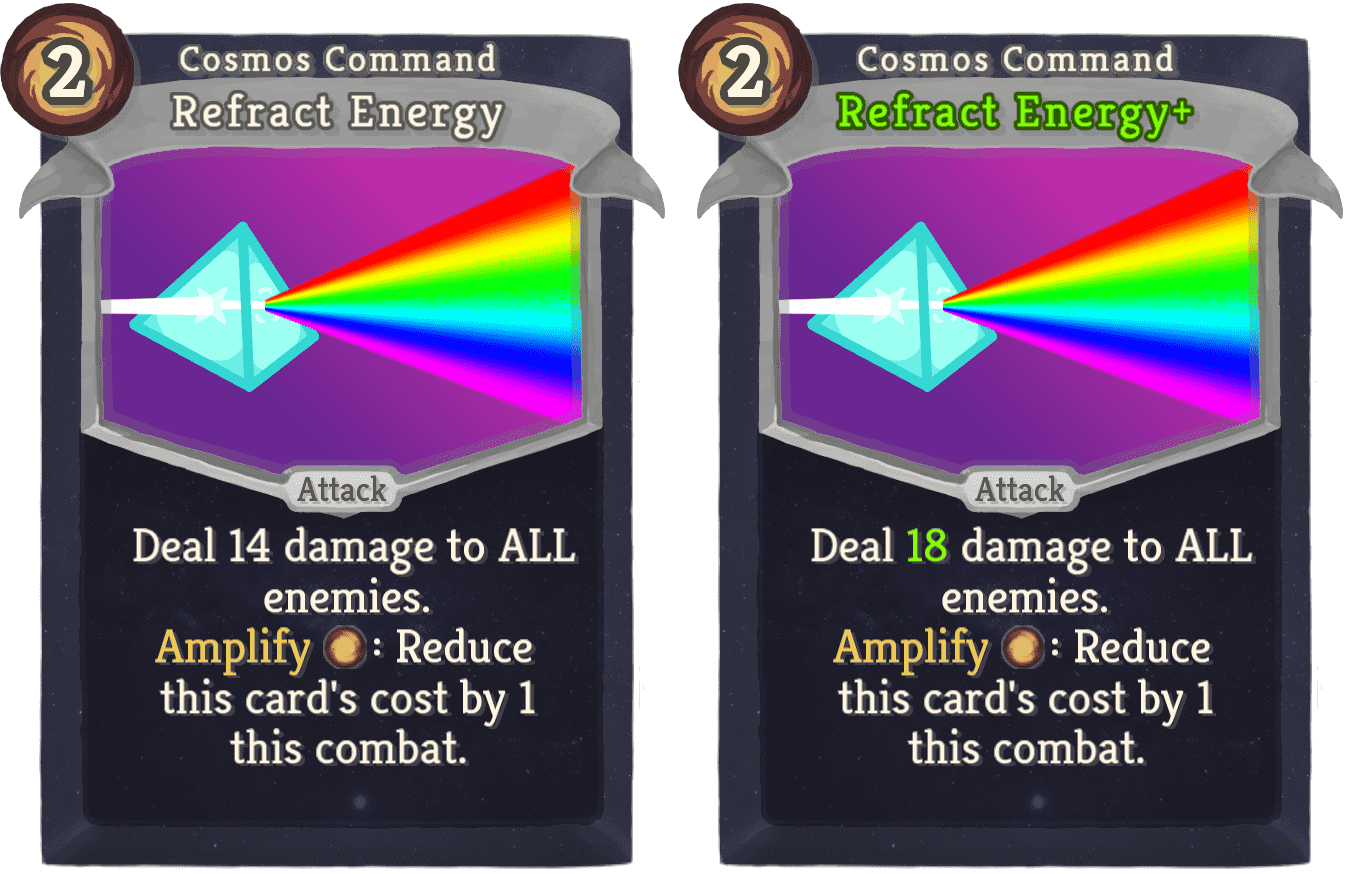 2
Cosmos Command
Refract Energy
Attack
Deal 14 damage to ALL
enemies.
Amplify : Reduce
this card's cost by 1
this combat.
2
Cosmos Command
Refract Energy+
Attack
Deal 18 damage to ALL
enemies.
Amplify : Reduce
this card's cost by 1
this combat.